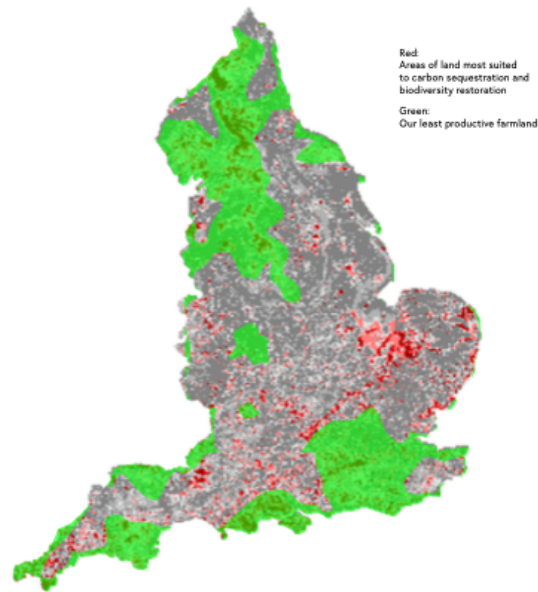 Red:
Areas of land most suited
to carbon sequestration and
biodiversity restoration
Green:
Our least productive farmland